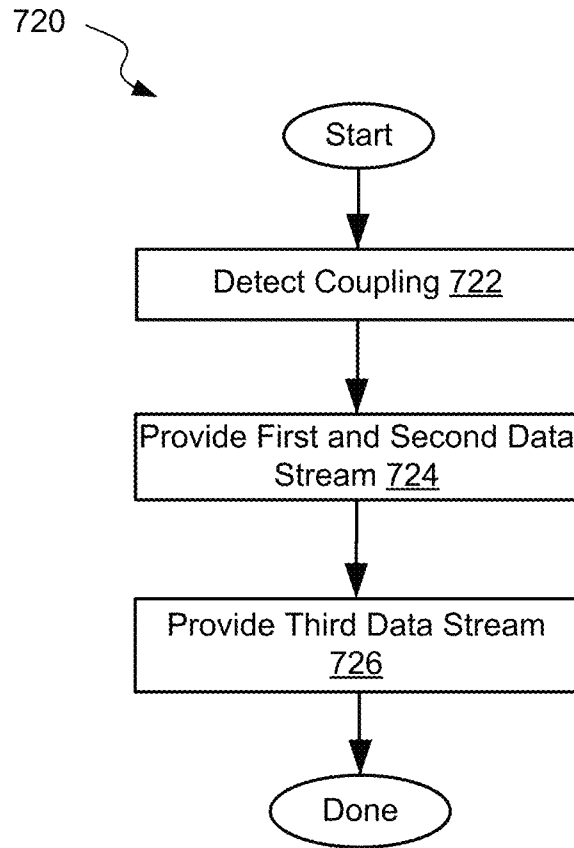 720
Start
Detect Coupling 722
Provide First and Second Data
Stream 724
Provide Third Data Stream
726
Done